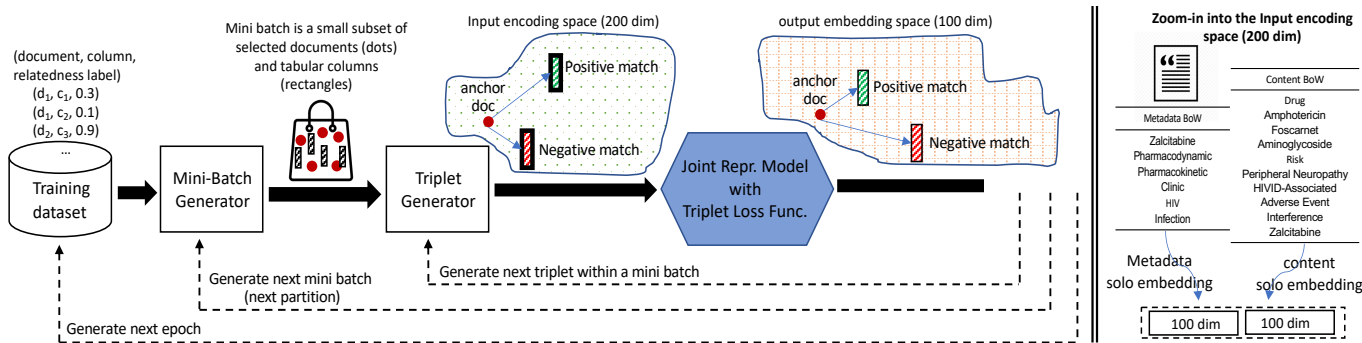 (document, column,
relatedness label)
(d1, c1, 0.3)
(d1, c2, 0.1)
(d2, c3, 0.9)
...
Training
dataset
Mini-Batch
Generator
Mini batch is a small subset of
selected documents (dots)
and tabular columns
(rectangles)
Triplet
Generator
Input encoding space (200 dim)
Positive match
anchor
doc
Negative match
Joint Repr. Model
with
Triplet Loss Func.
output embedding space (100 dim)
anchor
doc
Positive match
Negative match
Generate next triplet within a mini batch
Generate next mini batch
(next partition)
Generate next epoch
Zoom-in into the Input encoding
space (200 dim)
Metadata BoW
Zalcitabine
Pharmacodynamic
Pharmacokinetic
Clinic
HIV
Infection
Content BoW
Drug
Amphotericin
Foscarnet
Aminoglycoside
Risk
Peripheral Neuropathy
HIVID-Associated
Adverse Event
Interference
Zalcitabine
Metadata
solo embedding
content
solo embedding
100 dim
100 dim